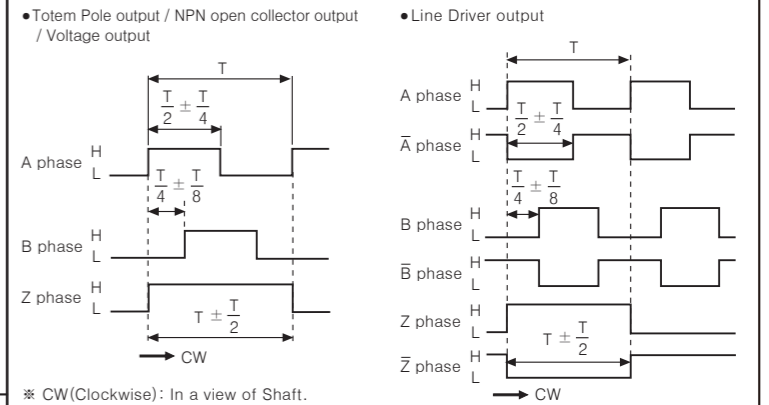 ●Totem Pole output / NPN open collector output
/ Voltage output
T
T/2 ± T/4
A phase H L
T/4 ± T/8
B phase H L
Z phase H L
T ± T/2
CW
※ CW(Clockwise): In a view of Shaft.
●Line Driver output
T
A phase H L
T/2 ± T/4
A̅ phase H L
T/4 ± T/8
B phase H L
B̅ phase H L
Z phase H L
T ± T/2
Z̅ phase H L
CW